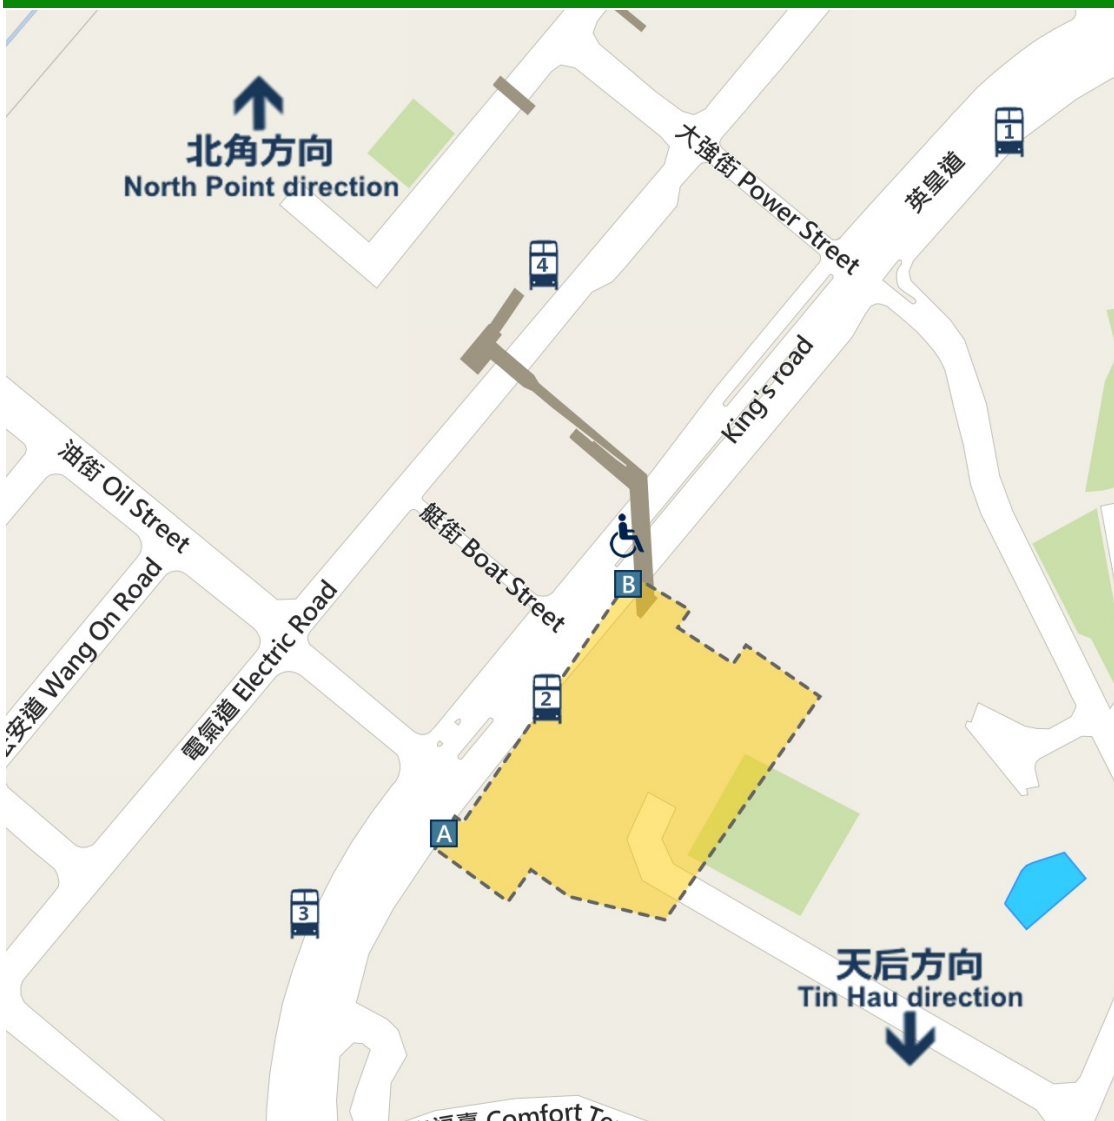 北角方向
North Point direction
大強街 Power Street
英皇道
1
4
King's road
油街 Oil Street
艇街 Boat Street
B
安道 Wang On Road
電氣道 Electric Road
2
A
3
天后方向
Tin Hau direction
Comfort